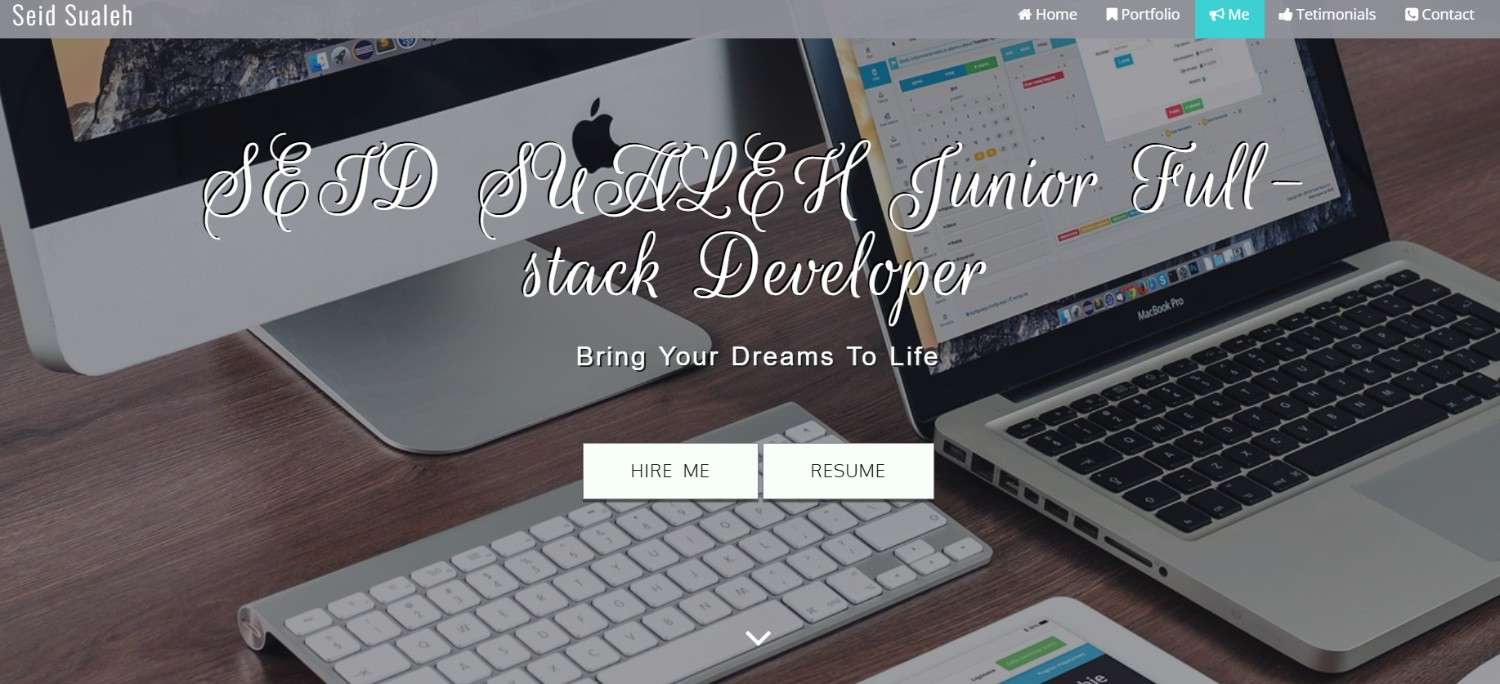 Seid Sualeh
Home Portfolio Me Tetimonials Contact
SEID SUALEH Junior Full-
stack Developer
MacBook Pro
Bring Your Dreams To Life
HIRE ME RESUME